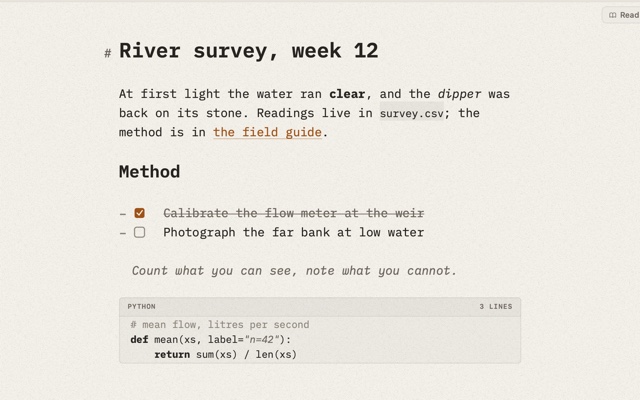 Read
# River survey, week 12
At first light the water ran clear, and the dipper was
back on its stone. Readings live in survey.csv; the
method is in the field guide.
Method
– Calibrate the flow meter at the weir
– Photograph the far bank at low water
Count what you can see, note what you cannot.
PYTHON 3 LINES
# mean flow, litres per second
def mean(xs, label="n=42"):
    return sum(xs) / len(xs)